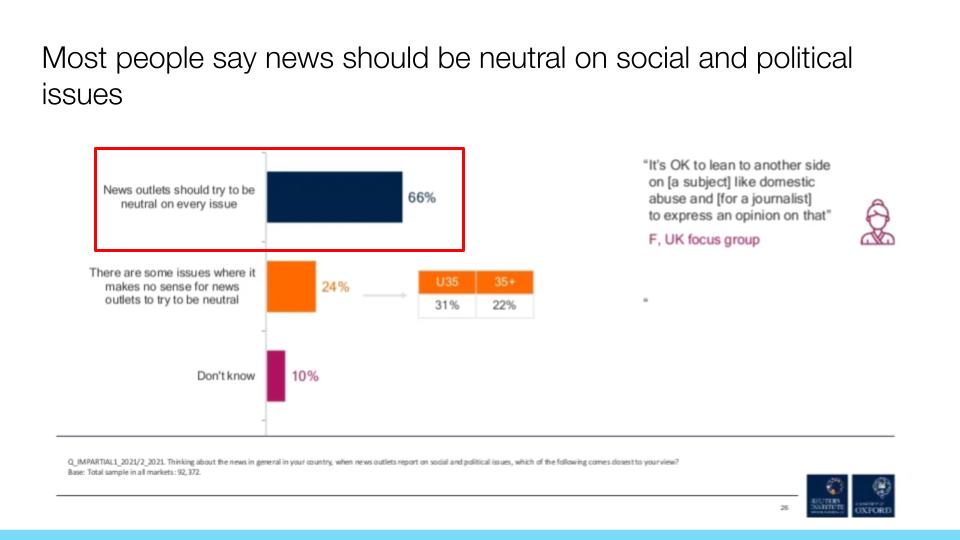 Most people say news should be neutral on social and political
issues
News outlets should try to be
neutral on every issue
66%
There are some issues where it
makes no sense for news
outlets to try to be neutral
24%
U35 35+
31% 22%
Don't know
10%
“It's OK to lean to another side
on [a subject] like domestic
abuse and [for a journalist]
to express an opinion on that”
F, UK focus group
“
Q_IMPARTIAL1_2021/2_2021. Thinking about the news in general in your country, when news outlets report on social and political issues, which of the following comes closest to your view?
Base: Total sample in all markets: 92,372.
26
REUTERS
INSTITUTE
OXFORD